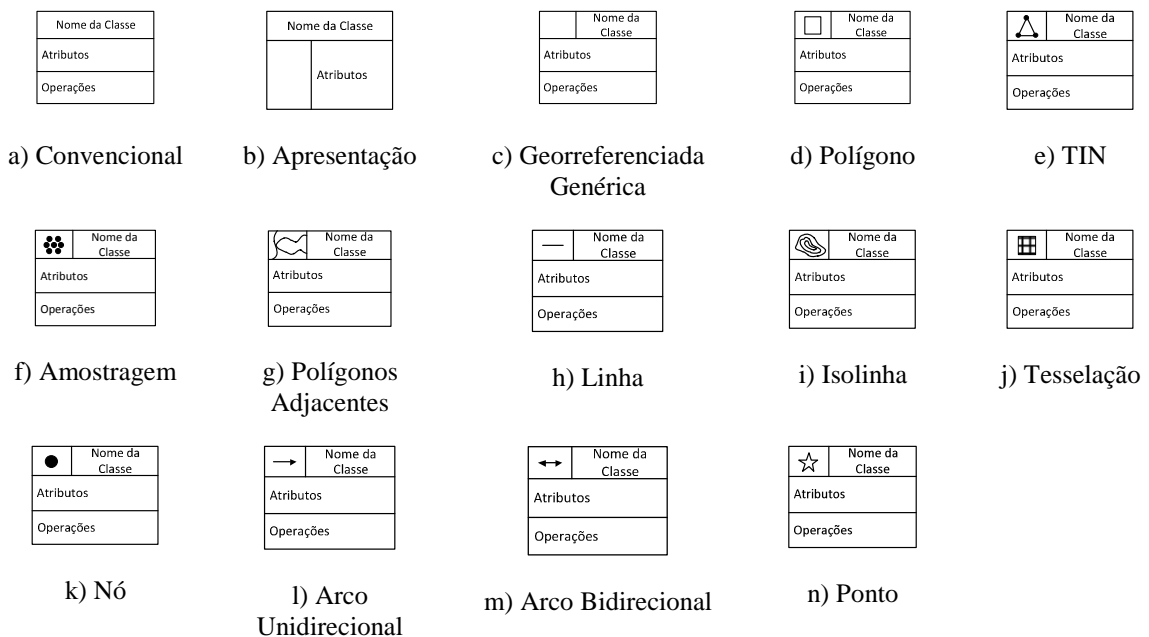 Nome da Classe
Atributos
Operações
a) Convencional
Nome da Classe
Atributos
b) Apresentação
Nome da
Classe
Atributos
Operações
c) Georreferenciada
Genérica
Nome da
Classe
Atributos
Operações
d) Polígono
Nome da
Classe
Atributos
Operações
e) TIN
Nome da
Classe
Atributos
Operações
f) Amostragem
Nome da
Classe
Atributos
Operações
g) Polígonos
Adjacentes
Nome da
Classe
Atributos
Operações
h) Linha
Nome da
Classe
Atributos
Operações
i) Isolinha
Nome da
Classe
Atributos
Operações
j) Tesselação
Nome da
Classe
Atributos
Operações
k) Nó
Nome da
Classe
Atributos
Operações
l) Arco
Unidirecional
Nome da
Classe
Atributos
Operações
m) Arco Bidirecional
Nome da
Classe
Atributos
Operações
n) Ponto